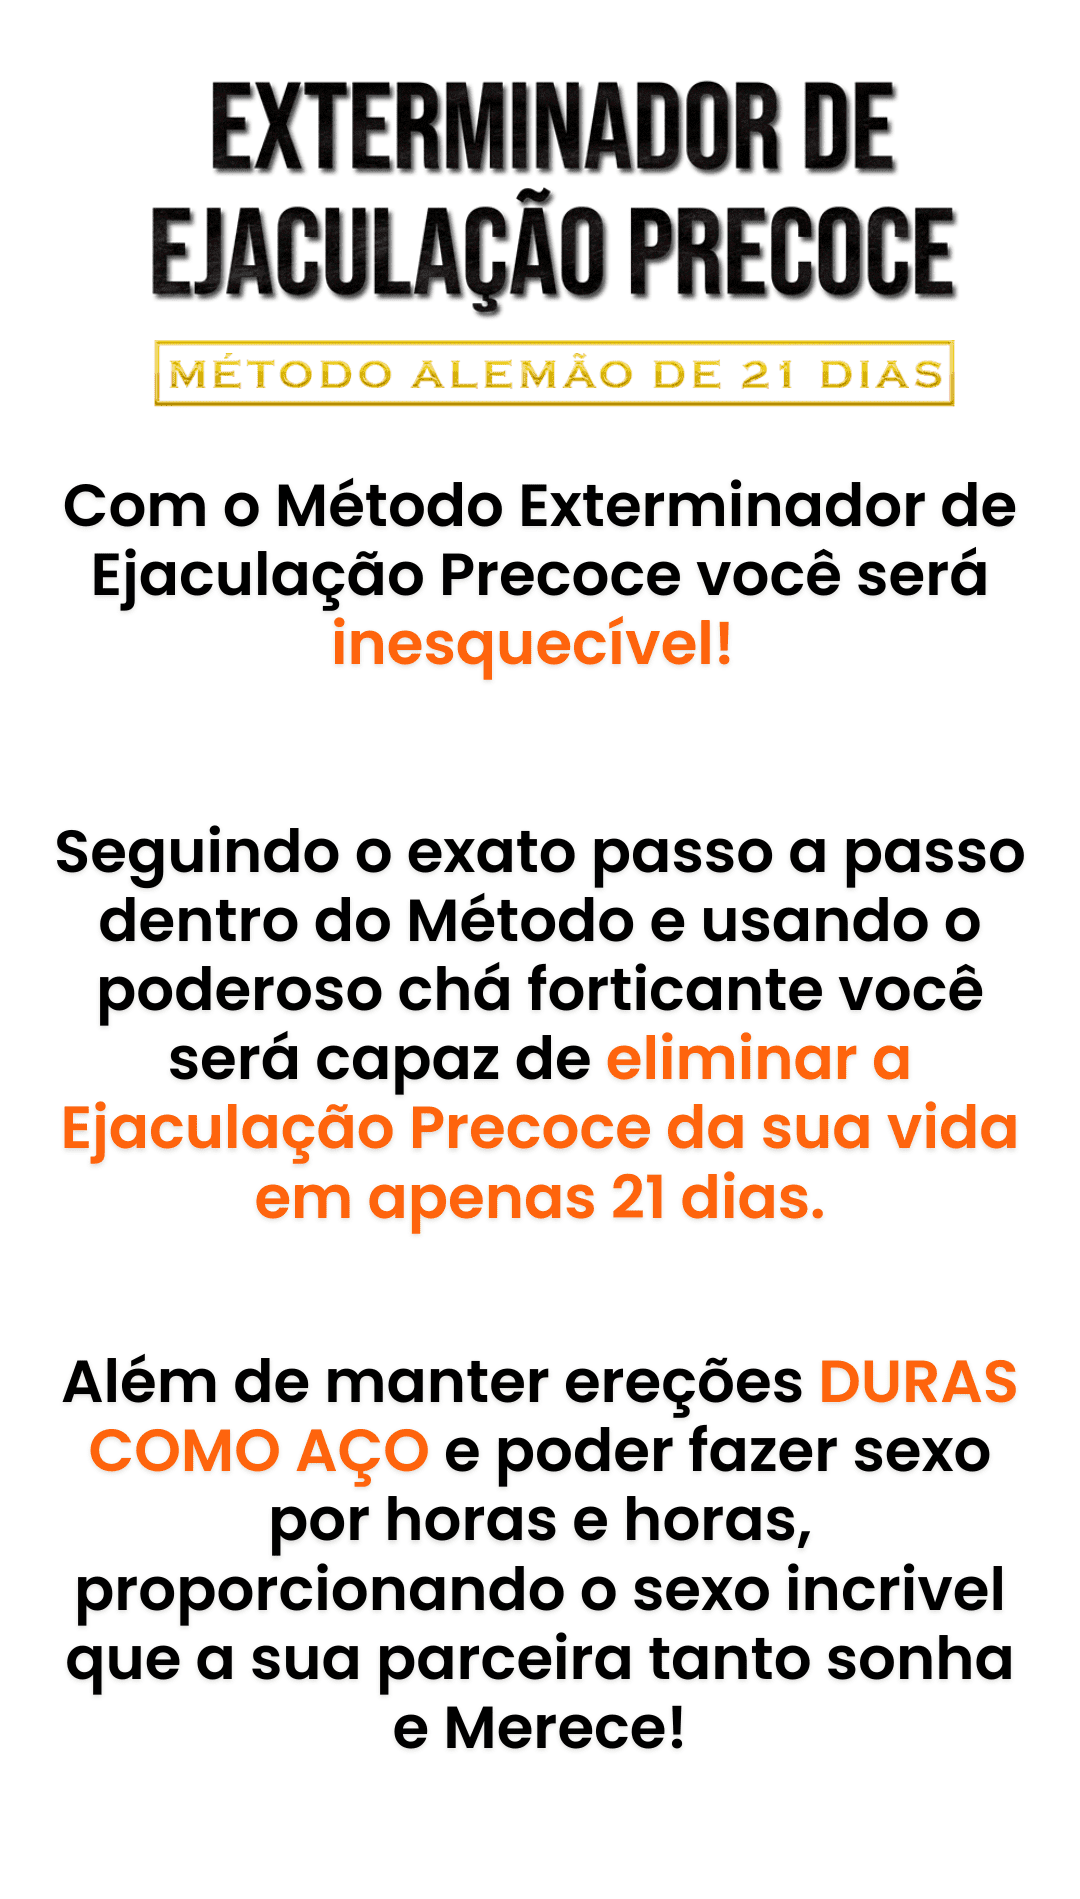 EXTERMINADOR DE
EJACULAÇÃO PRECOCE
MÉTODO ALEMÃO DE 21 DIAS
Com o Método Exterminador de
Ejaculação Precoce você será
inesquecível!
Seguindo o exato passo a passo
dentro do Método e usando o
poderoso chá forticante você
será capaz de eliminar a
Ejaculação Precoce da sua vida
em apenas 21 dias.
Além de manter ereções DURAS
COMO AÇO e poder fazer sexo
por horas e horas,
proporcionando o sexo incrivel
que a sua parceira tanto sonha
e Merece!